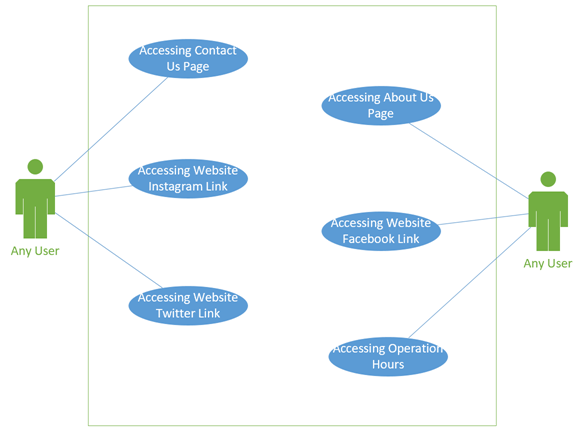 Accessing Contact
Us Page
Accessing About Us
Page
Accessing Website
Instagram Link
Accessing Website
Facebook Link
Any User
Any User
Accessing Website
Twitter Link
Accessing Operation
Hours